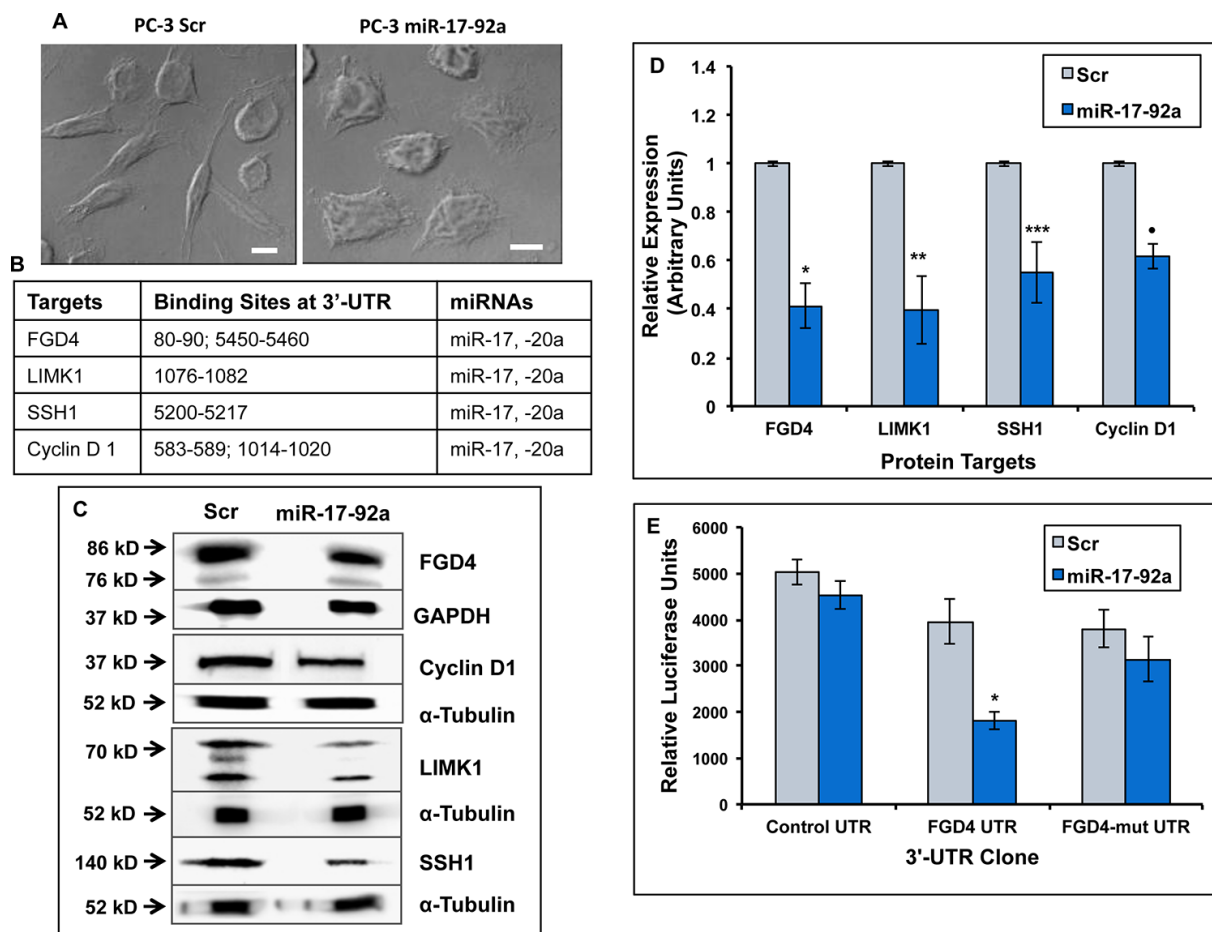 A
PC-3 Scr
PC-3 miR-17-92a
B
Targets Binding Sites at 3'-UTR miRNAs
FGD4 80-90; 5450-5460 miR-17, -20a
LIMK1 1076-1082 miR-17, -20a
SSH1 5200-5217 miR-17, -20a
Cyclin D 1 583-589; 1014-1020 miR-17, -20a
C
Scr miR-17-92a
86 kD →
76 kD →
FGD4
37 kD →
GAPDH
37 kD →
Cyclin D1
52 kD →
α-Tubulin
70 kD →
LIMK1
52 kD →
α-Tubulin
140 kD →
SSH1
52 kD →
α-Tubulin
D
Scr
miR-17-92a
Relative Expression
(Arbitrary Units)
1.4
1.2
1
0.8
0.6
0.4
0.2
0
*
**
***
•
FGD4 LIMK1 SSH1 Cyclin D1
Protein Targets
E
Scr
miR-17-92a
Relative Luciferase Units
6000
5000
4000
3000
2000
1000
0
*
Control UTR FGD4 UTR FGD4-mut UTR
3'-UTR Clone